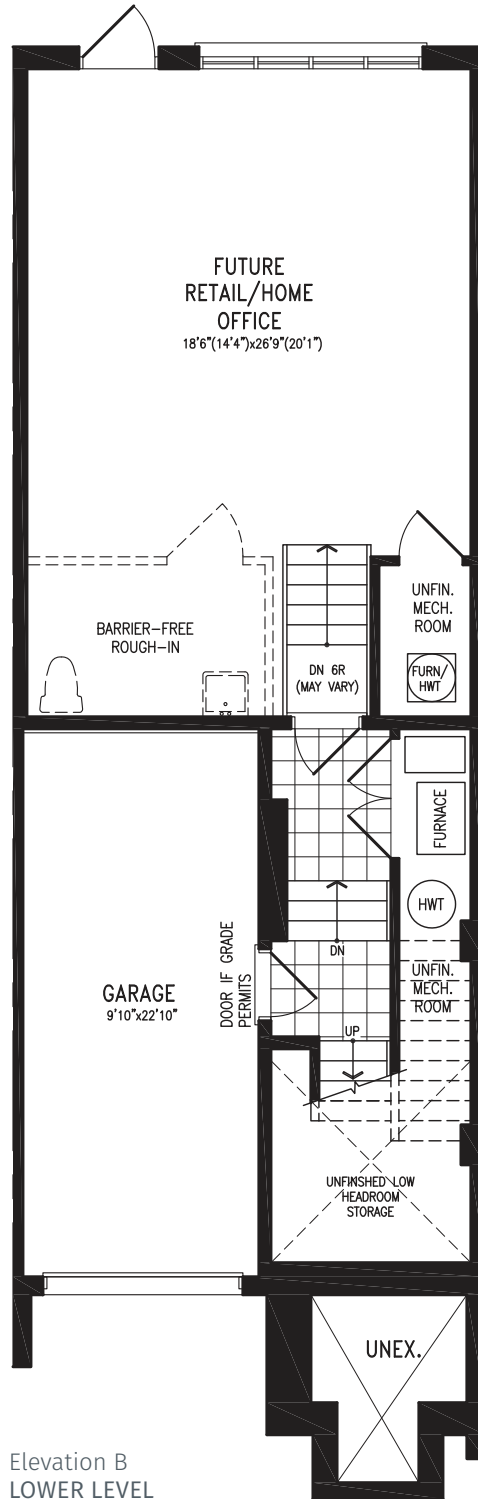 FUTURE
RETAIL/HOME
OFFICE
18'6"(14'4")x26'9"(20'1")
BARRIER-FREE
ROUGH-IN
DN 6R
(MAY VARY)
UNFIN.
MECH.
ROOM
FURN/
HWT
FURNACE
HWT
UNFIN.
MECH.
ROOM
DN
DOOR IF GRADE
PERMITS
GARAGE
9'10"x22'10"
UP
UNFINISHED LOW
HEADROOM
STORAGE
UNEX.
Elevation B
LOWER LEVEL